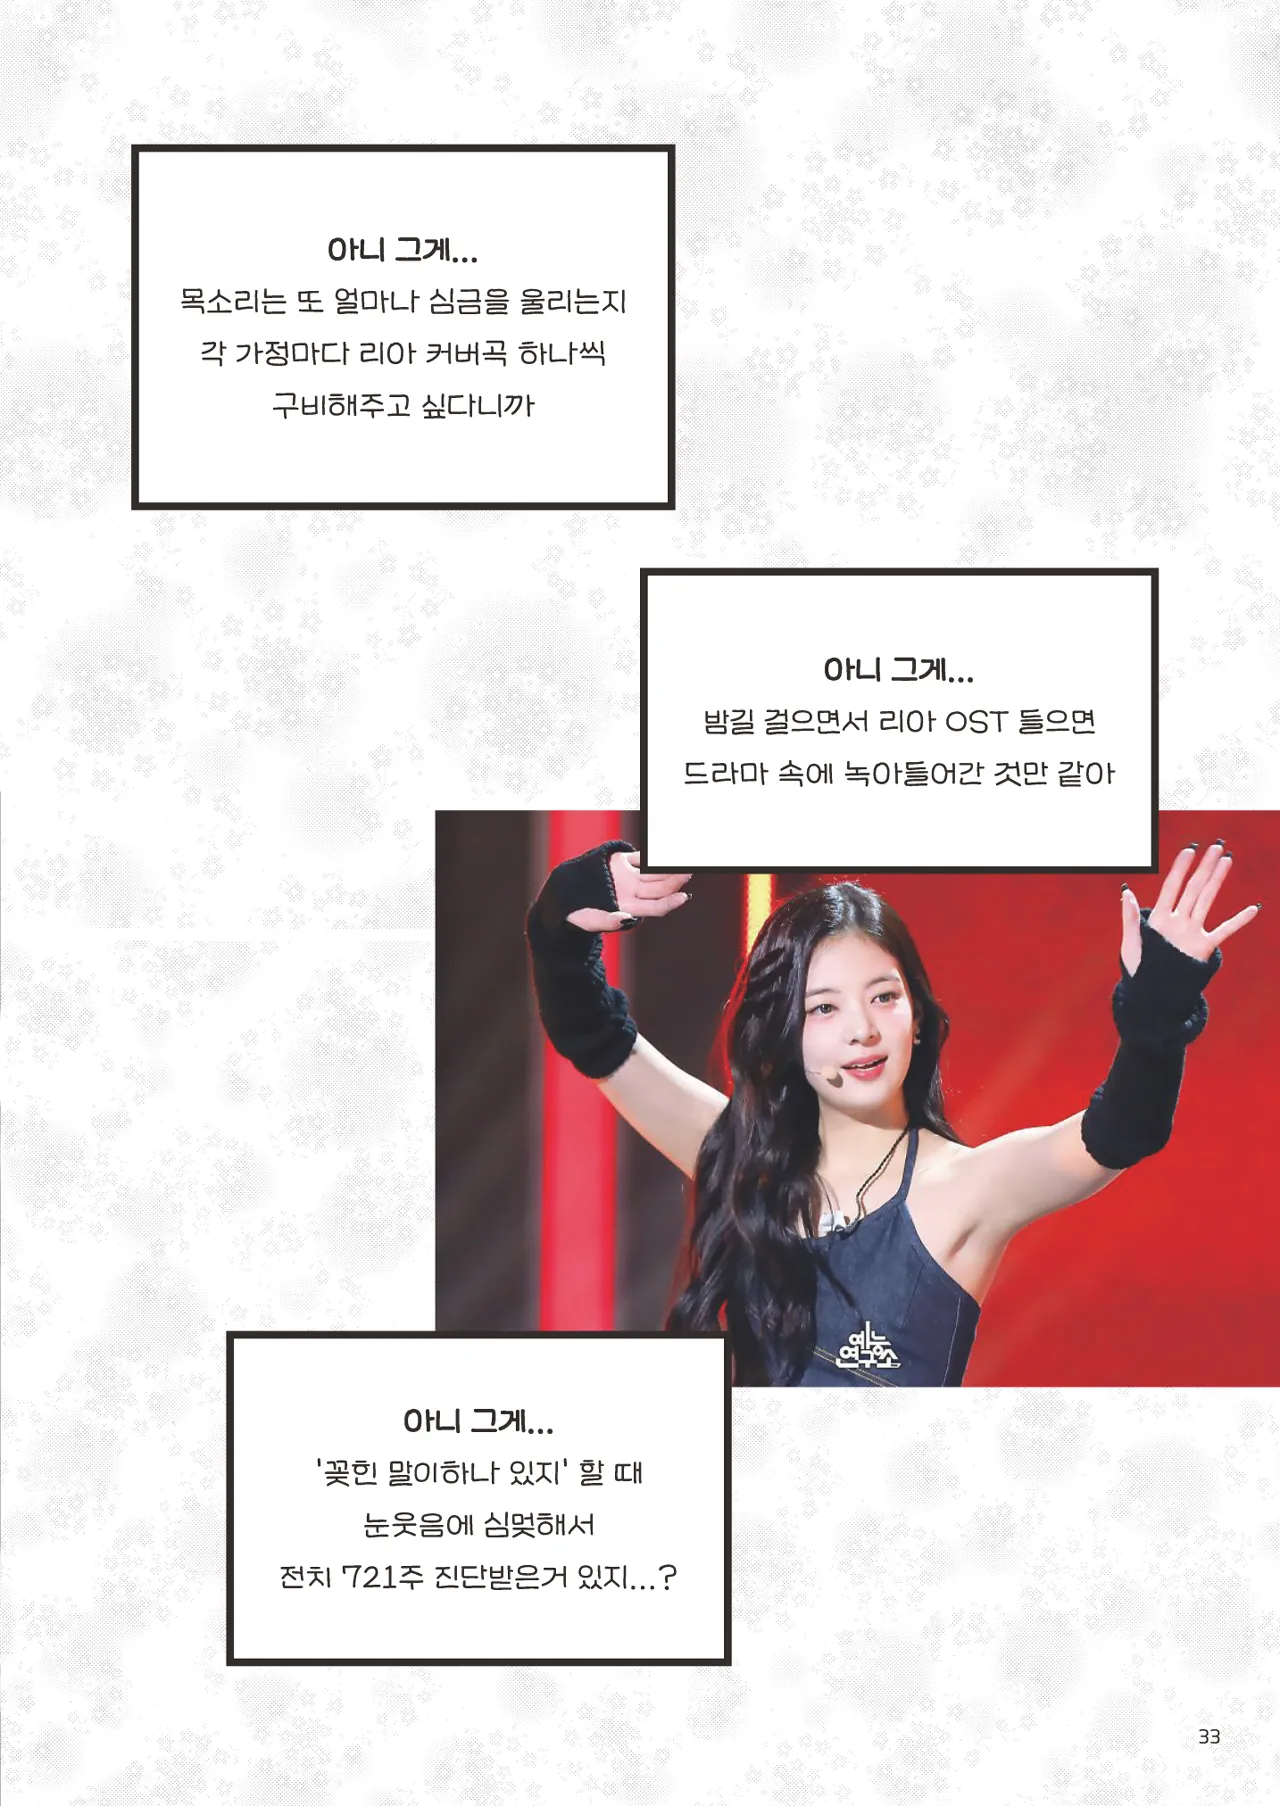 아니 그게...
목소리는 또 얼마나 심금을 울리는지
각 가정마다 리아 커버곡 하나씩
구비해주고 싶다니까
아니 그게...
밤길 걸으면서 리아 OST 들으면
드라마 속에 녹아들어간 것만 같아
예능
연구소
아니 그게...
'꽂힌 말이하나 있지' 할 때
눈웃음에 심멎해서
전치 721주 진단받은거 있지...?
33